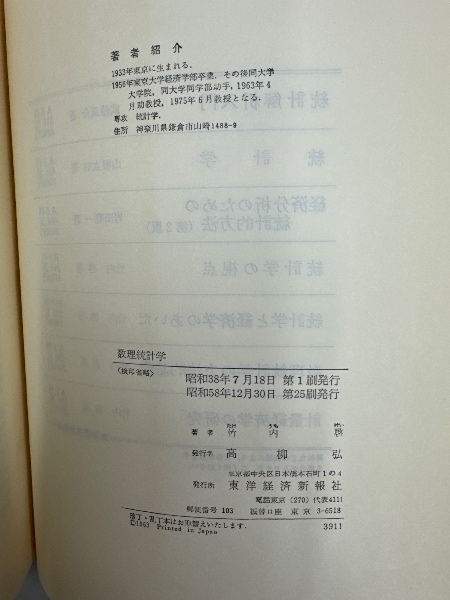 著者紹介
1933年東京に生まれる．
1956年東京大学経済学部卒業．その後同大学
大学院，同大学同学部助手，1963年4
月助教授，1975年6月教授となる．
専攻 統計学．
住所 神奈川県鎌倉市山崎1488-9
数理統計学
〈検印省略〉
昭和38年7月18日 第1刷発行
昭和58年12月30日 第25刷発行
著者 竹内啓
発行者 高柳弘
東京都中央区日本橋本石町1の4
発行所 東洋経済新報社
電話東京(270)代表4111
郵便番号 103 振替口座 東京3-6518
落丁・乱丁本はお取替えいたします．
©1963 Printed in Japan
3911